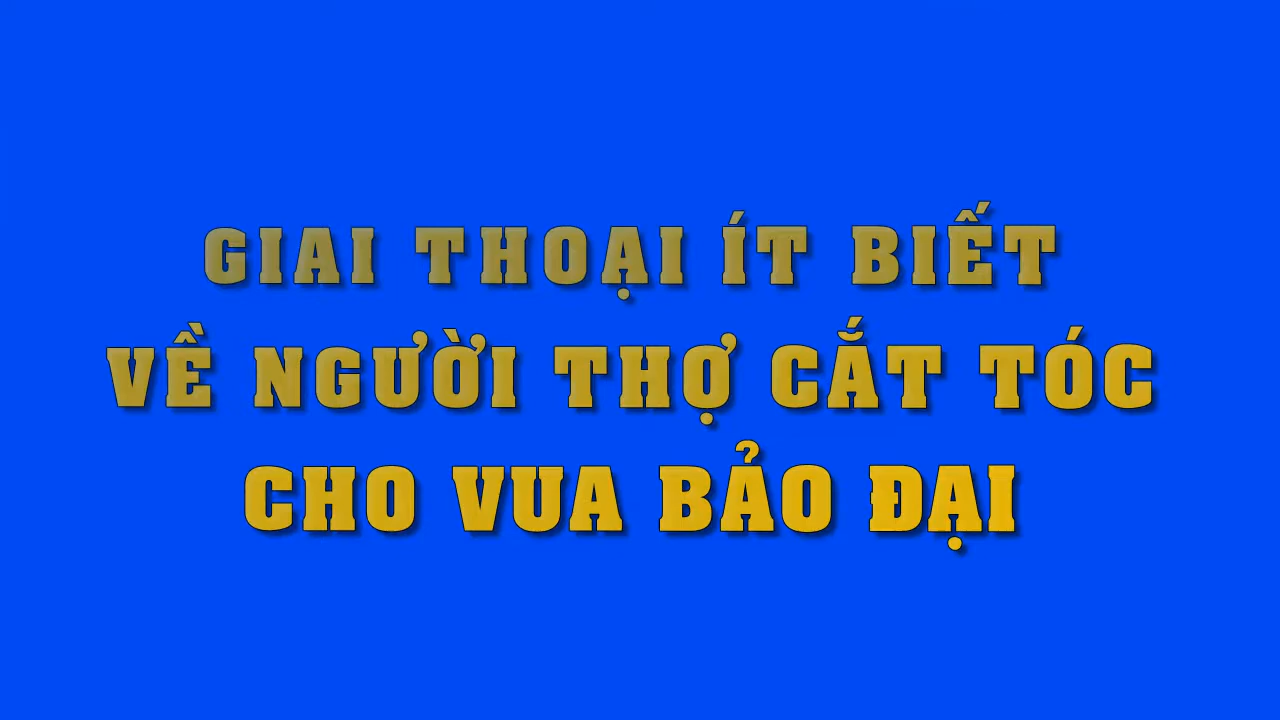 GIAI THOẠI ÍT BIẾT
VỀ NGƯỜI THỢ CẮT TÓC
CHO VUA BẢO ĐẠI